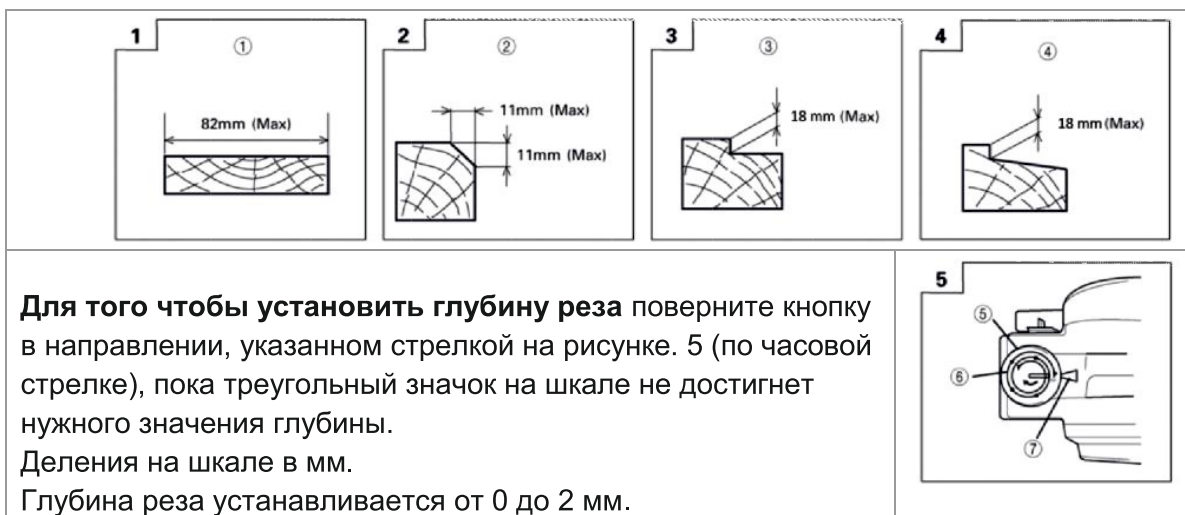 1
①
82mm (Max)
2
②
11mm (Max)
11mm (Max)
3
③
18 mm (Max)
4
④
18 mm (Max)
Для того чтобы установить глубину реза поверните кнопку
в направлении, указанном стрелкой на рисунке. 5 (по часовой
стрелке), пока треугольный значок на шкале не достигнет
нужного значения глубины.
Деления на шкале в мм.
Глубина реза устанавливается от 0 до 2 мм.
5
⑤
⑥
⑦